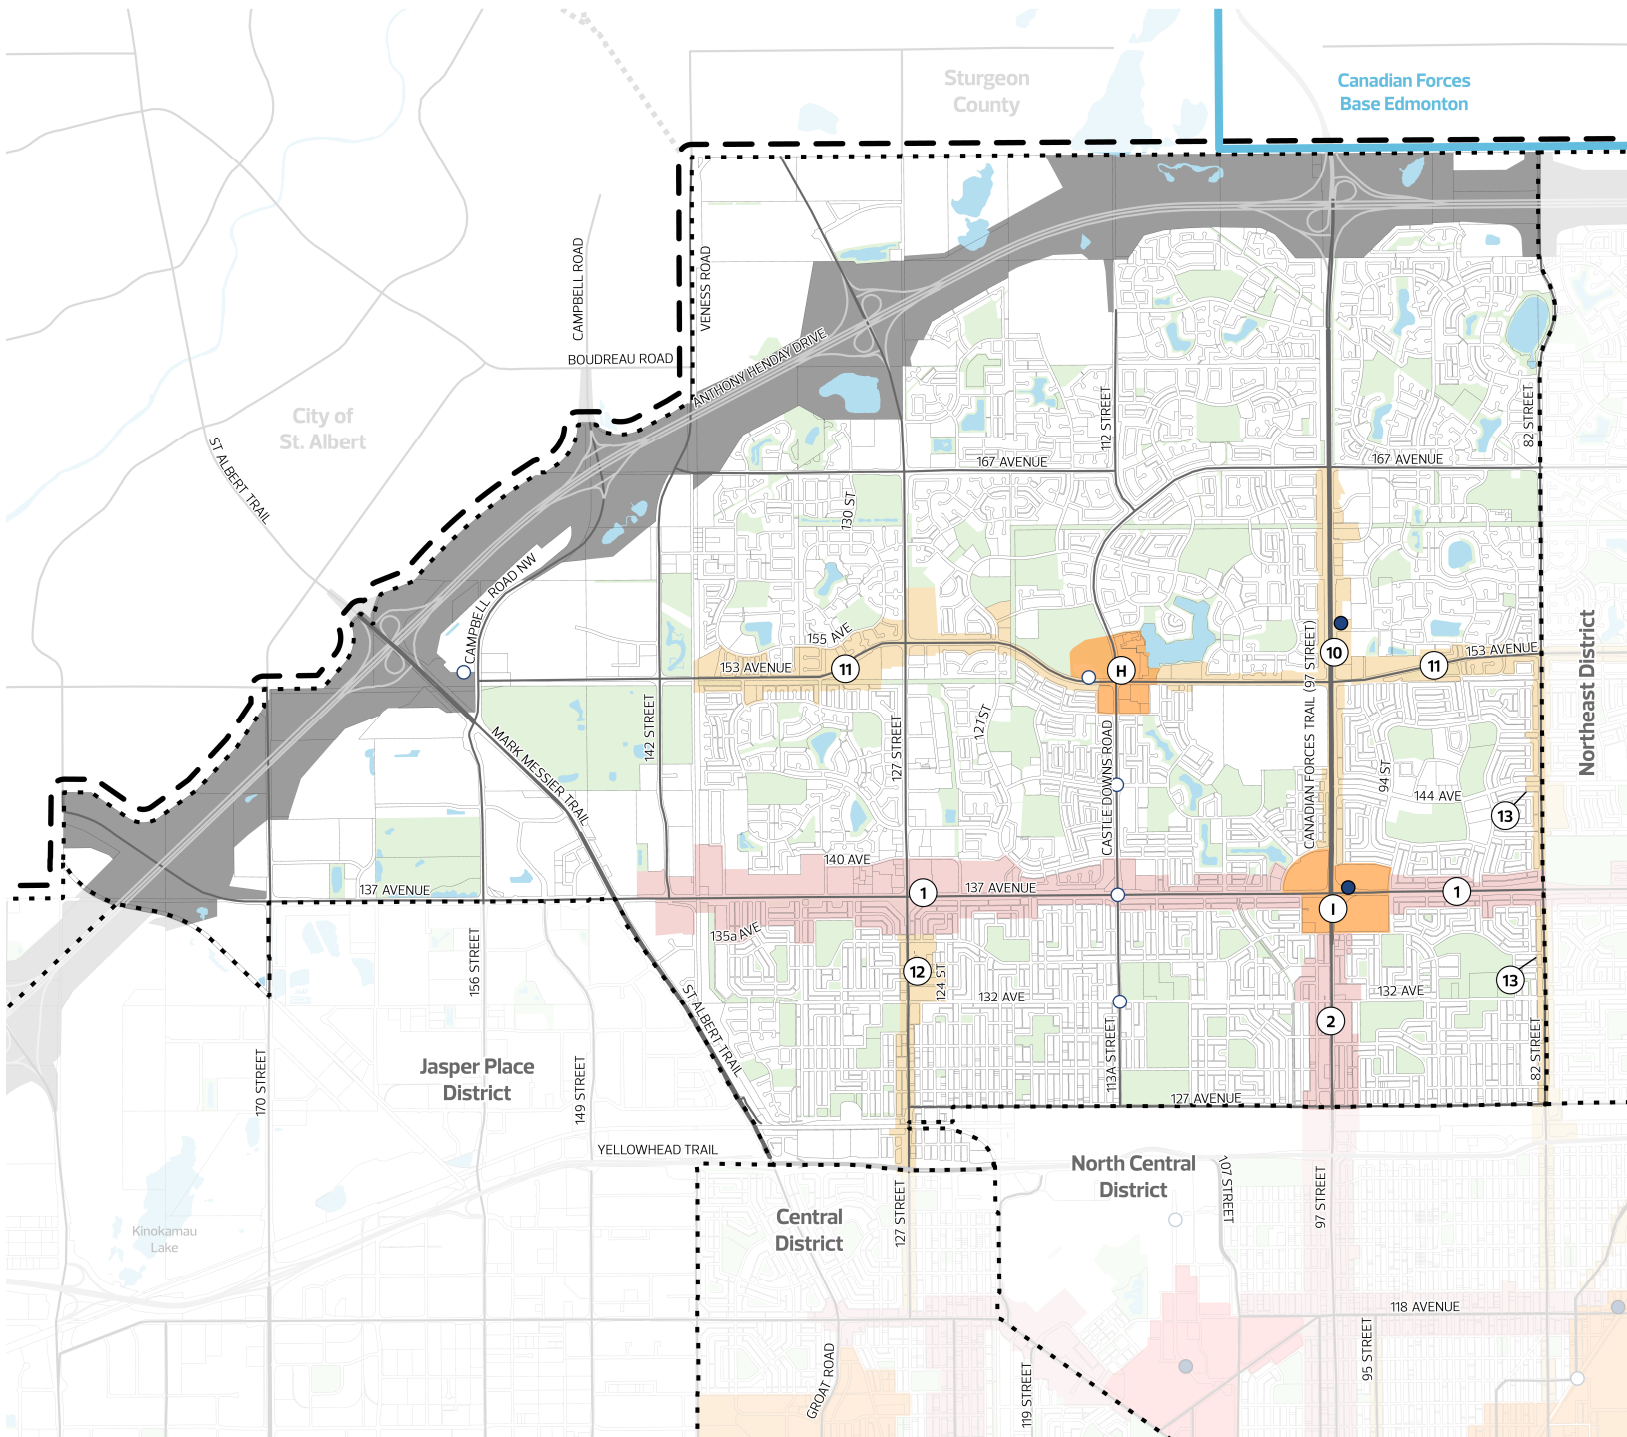 Sturgeon
County
Canadian Forces
Base Edmonton
CAMPBELL ROAD
VENESS ROAD
BOUDREAU ROAD
ANTHONY HENDAY DRIVE
City of
St. Albert
ST ALBERT TRAIL
112 STREET
82 STREET
167 AVENUE
167 AVENUE
130 ST
CAMPBELL ROAD NW
155 AVE
153 AVENUE
11
H
10
11
153 AVENUE
CANADIAN FORCES TRAIL (97 STREET)
Northeast District
142 STREET
127 STREET
121 ST
MARK MESSIER TRAIL
CASTLE DOWNS ROAD
94 ST
144 AVE
13
140 AVE
137 AVENUE
1
137 AVENUE
1
I
135a AVE
156 STREET
12
124 ST
132 AVE
132 AVE
13
ST ALBERT TRAIL
2
113A STREET
82 STREET
170 STREET
Jasper Place
District
149 STREET
127 AVENUE
YELLOWHEAD TRAIL
North Central
District
107 STREET
97 STREET
127 STREET
Central
District
Kinokamau
Lake
118 AVENUE
GROAT ROAD
119 STREET
95 STREET